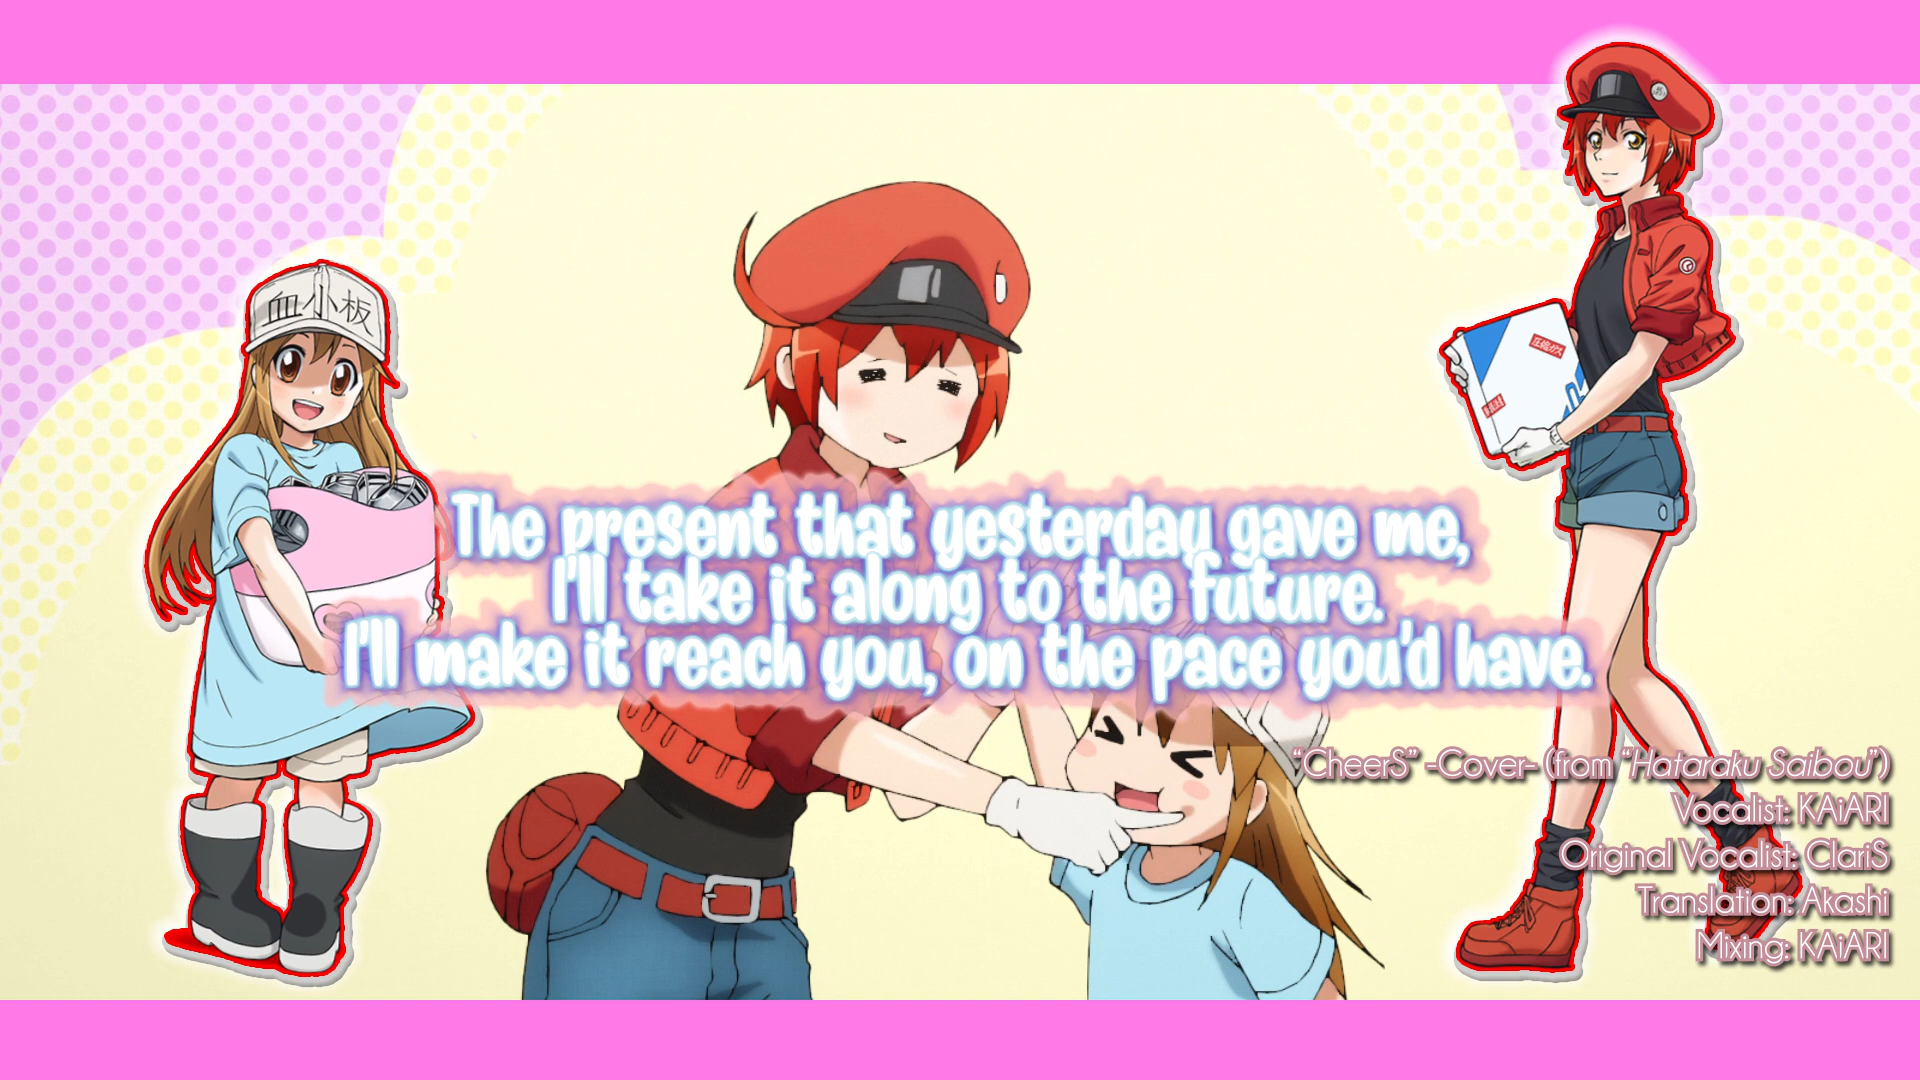 血小板
The present that yesterday gave me,
I'll take it along to the future.
I'll make it reach you, on the pace you'd have.
“CheerS” -Cover- (from “Hataraku Saibou”)
Vocalist: KAiARI
Original Vocalist: ClariS
Translation: Akashi
Mixing: KAiARI